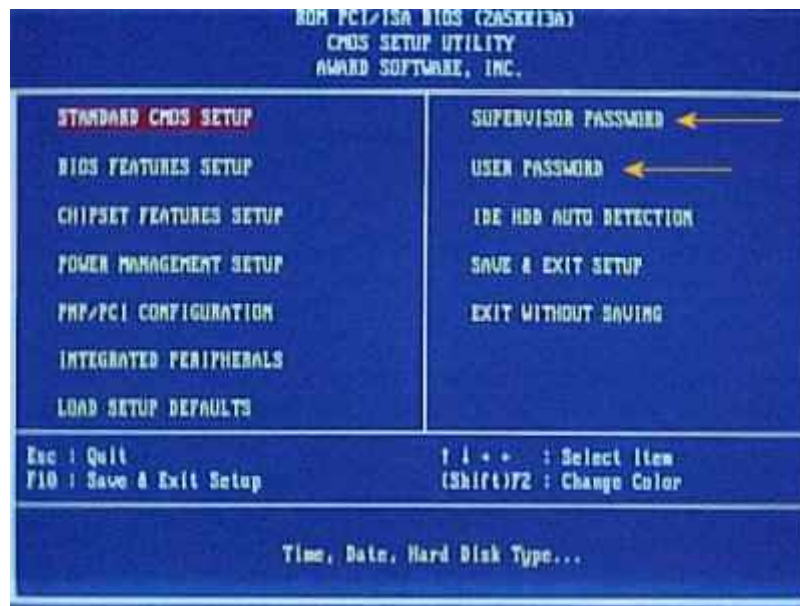 ROM PCI/ISA BIOS (2A5KKI3A)
CMOS SETUP UTILITY
AWARD SOFTWARE, INC.
STANDARD CMOS SETUP
BIOS FEATURES SETUP
CHIPSET FEATURES SETUP
POWER MANAGEMENT SETUP
PNP/PCI CONFIGURATION
INTEGRATED PERIPHERALS
LOAD SETUP DEFAULTS
SUPERVISOR PASSWORD
USER PASSWORD
IDE HDD AUTO DETECTION
SAVE & EXIT SETUP
EXIT WITHOUT SAVING
Esc : Quit
F10 : Save & Exit Setup
↑ ↓ → ← : Select Item
(Shift)F2 : Change Color
Time, Date, Hard Disk Type...